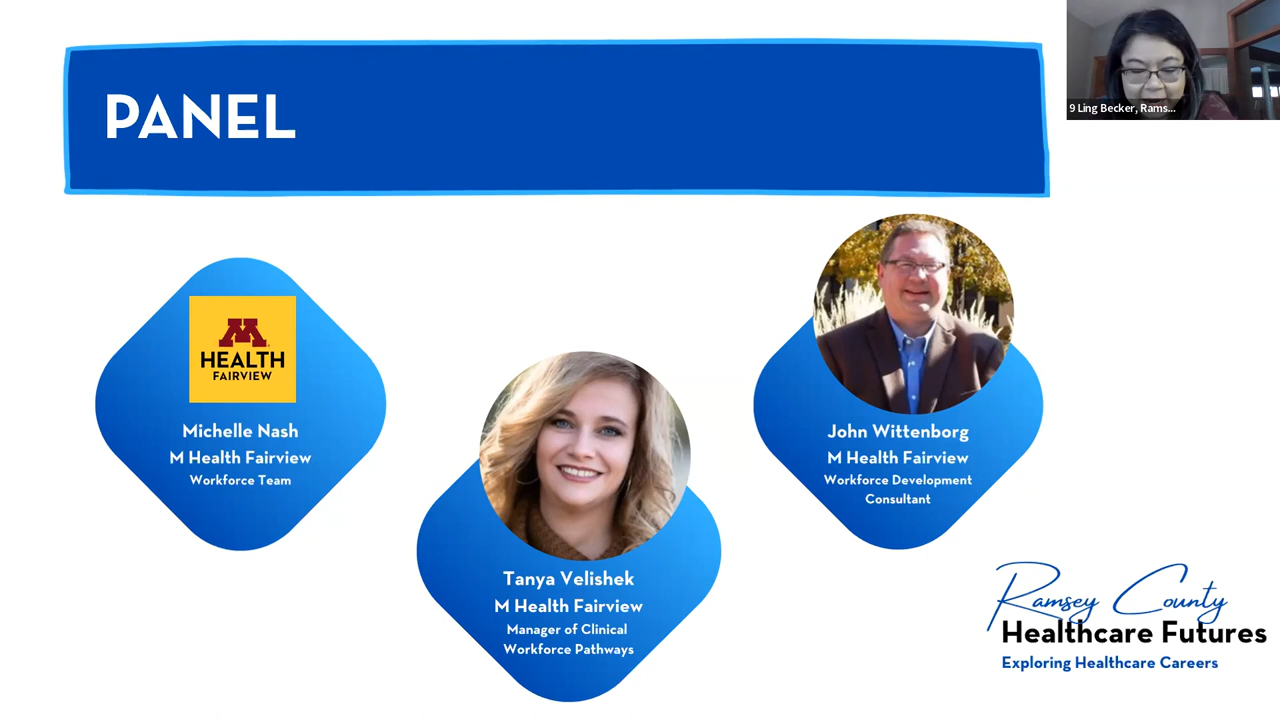 PANEL
9 Ling Becker, Rams...
M
HEALTH
FAIRVIEW
Michelle Nash
M Health Fairview
Workforce Team
Tanya Velishek
M Health Fairview
Manager of Clinical
Workforce Pathways
John Wittenborg
M Health Fairview
Workforce Development
Consultant
Ramsey County
Healthcare Futures
Exploring Healthcare Careers